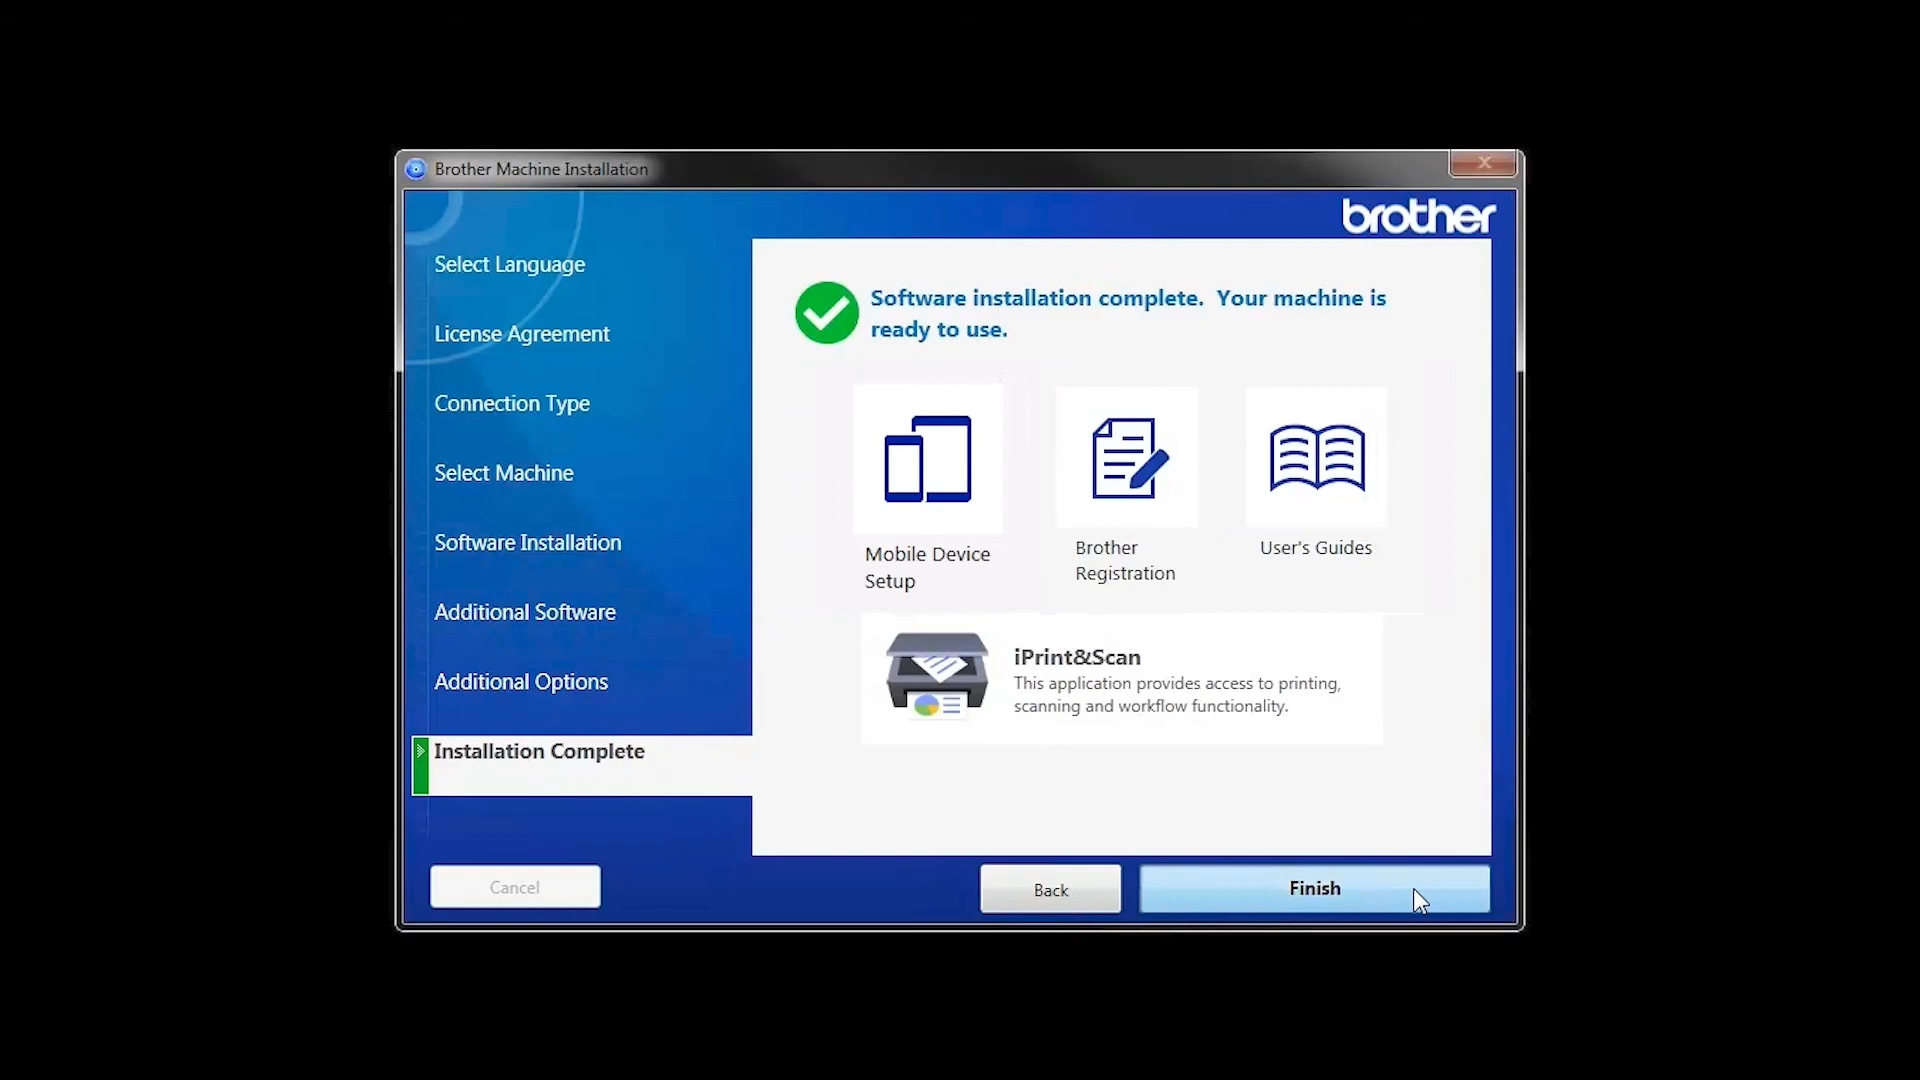 Brother Machine Installation
brother
Select Language
License Agreement
Connection Type
Select Machine
Software Installation
Additional Software
Additional Options
Installation Complete
Software installation complete.  Your machine is
ready to use.
Mobile Device
Setup
Brother
Registration
User's Guides
iPrint&Scan
This application provides access to printing,
scanning and workflow functionality.
Cancel
Back
Finish